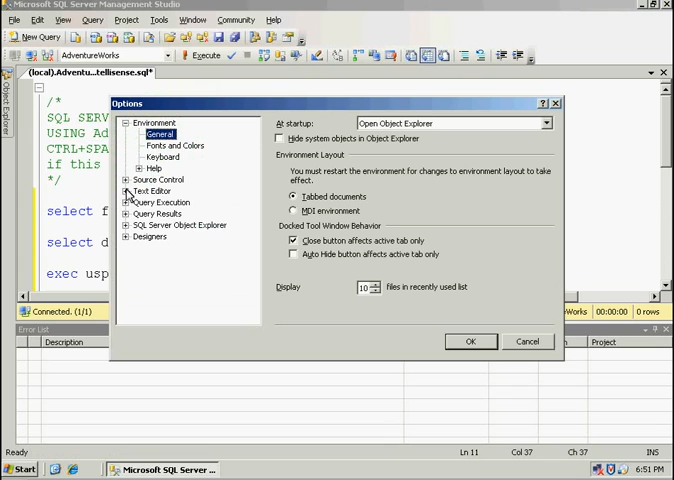 Microsoft SQL Server Management Studio
File Edit View Query Project Tools Window Community Help
New Query
AdventureWorks Execute
(local).Adventu...tellisense.sql*
Object Explorer
/*
SQL SERV
USING Ad
CTRL+SPA
if this
*/
select f
select d
exec usp
Options
Environment
General
Fonts and Colors
Keyboard
Help
Source Control
Text Editor
Query Execution
Query Results
SQL Server Object Explorer
Designers
At startup: Open Object Explorer
Hide system objects in Object Explorer
Environment Layout
You must restart the environment for changes to environment layout to take
effect.
Tabbed documents
MDI environment
Docked Tool Window Behavior
Close button affects active tab only
Auto Hide button affects active tab only
Display 10 files in recently used list
OK Cancel
Connected. (1/1) eWorks 00:00:00 0 rows
Error List
Description Project
Ready Ln 11 Col 37 Ch 37 INS
Start Microsoft SQL Server ... 6:51 PM